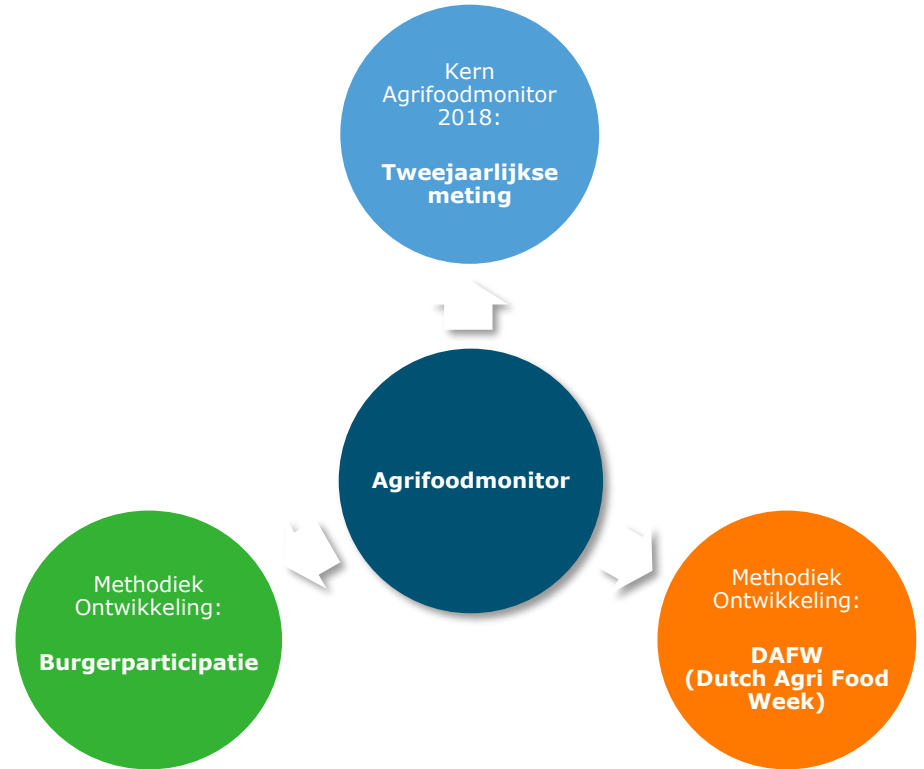 Kern
Agrifoodmonitor
2018:
Tweejaarlijkse
meting
Agrifoodmonitor
Methodiek
Ontwikkeling:
Burgerparticipatie
Methodiek
Ontwikkeling:
DAFW
(Dutch Agri Food
Week)